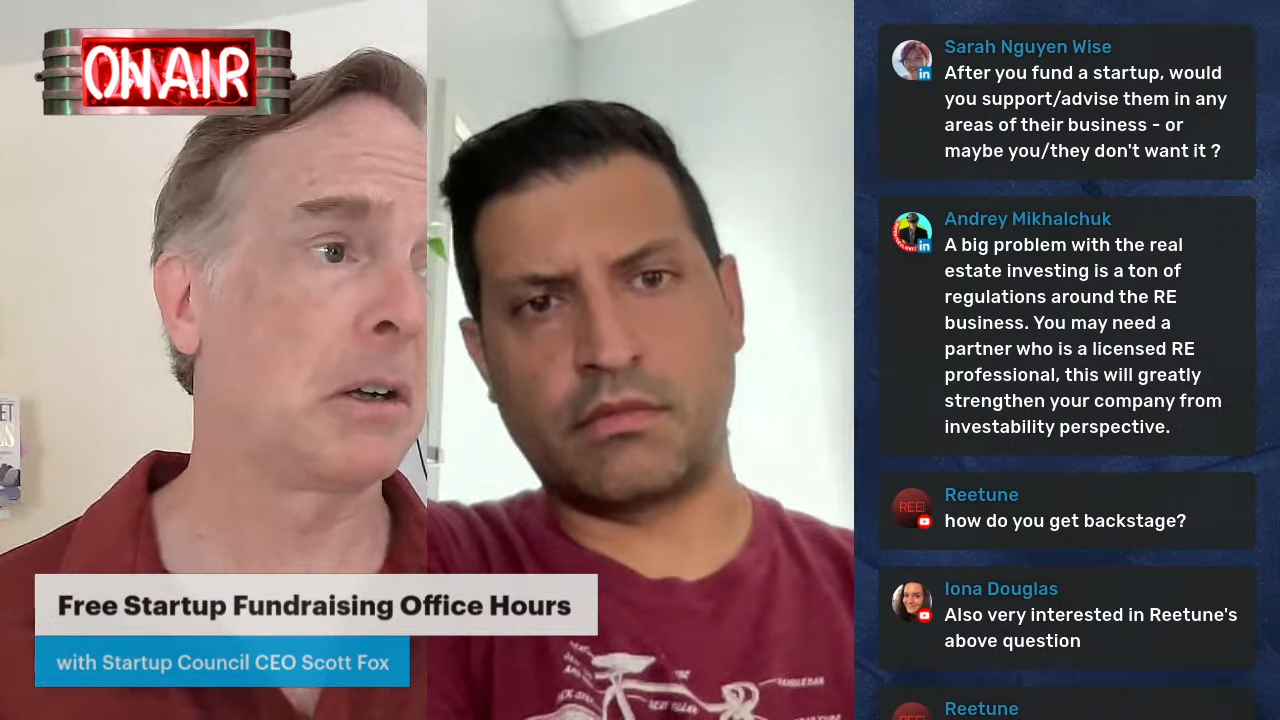 ON AIR
Free Startup Fundraising Office Hours
with Startup Council CEO Scott Fox
Sarah Nguyen Wise
After you fund a startup, would
you support/advise them in any
areas of their business - or
maybe you/they don't want it ?
Andrey Mikhalchuk
A big problem with the real
estate investing is a ton of
regulations around the RE
business. You may need a
partner who is a licensed RE
professional, this will greatly
strengthen your company from
investability perspective.
REE
Reetune
how do you get backstage?
Iona Douglas
Also very interested in Reetune's
above question
Reetune